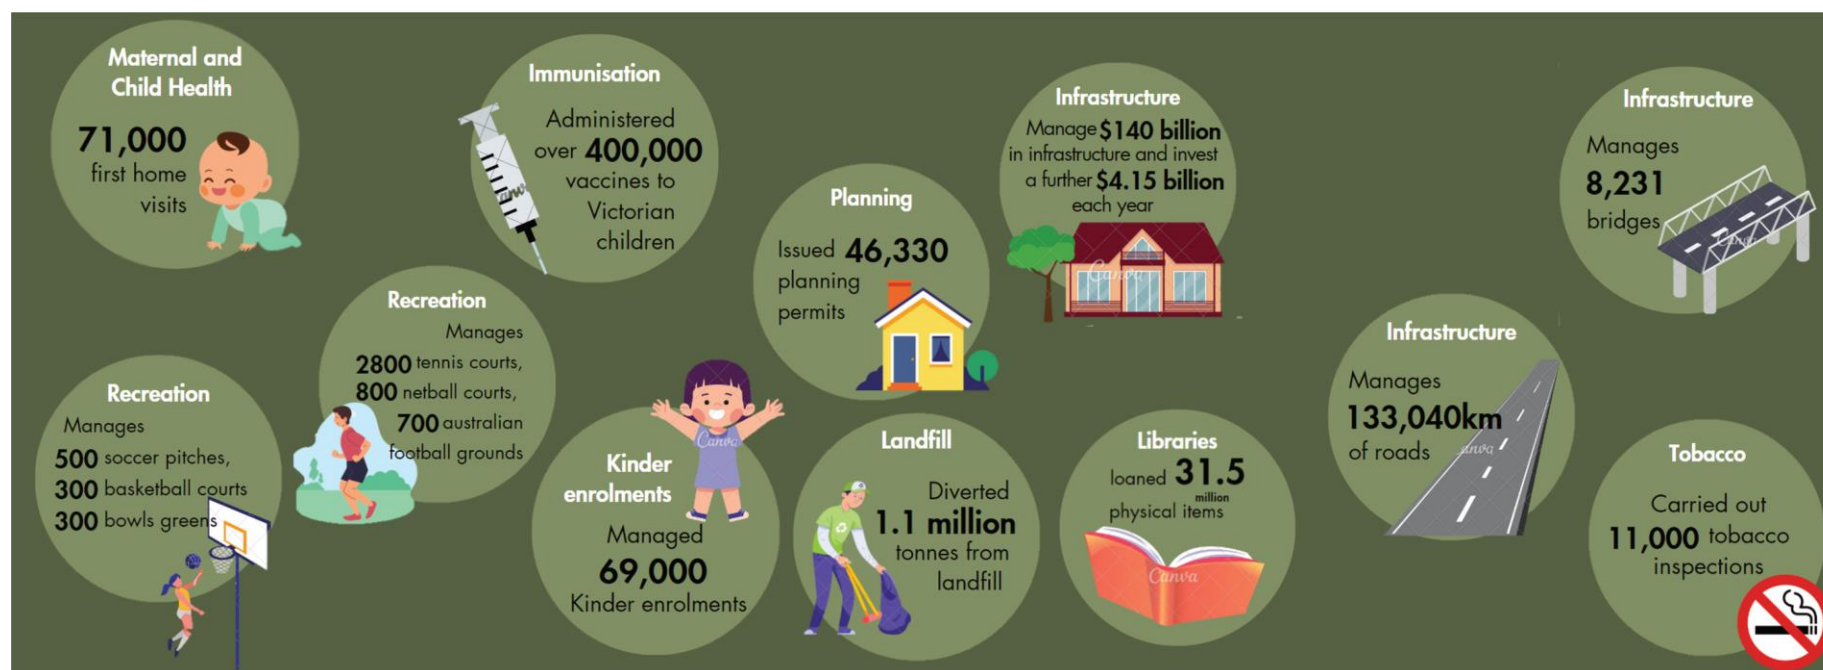 Maternal and
Child Health
71,000
first home
visits
Immunisation
Administered
over 400,000
vaccines to
Victorian
children
Planning
Issued 46,330
planning
permits
Infrastructure
Manage $140 billion
in infrastructure and invest
a further $4.15 billion
each year
Canva
Infrastructure
Manages
8,231
bridges
Canva
Recreation
Manages
2800 tennis courts,
800 netball courts,
700 australian
football grounds
Recreation
Manages
500 soccer pitches,
300 basketball courts
300 bowls greens
Kinder
enrolments
Canva
Managed
69,000
Kinder enrolments
Landfill
Diverted
1.1 million
tonnes from
landfill
Libraries
loaned 31.5
million
physical items
Canva
Infrastructure
Manages
133,040km
of roads
Tobacco
Carried out
11,000 tobacco
inspections